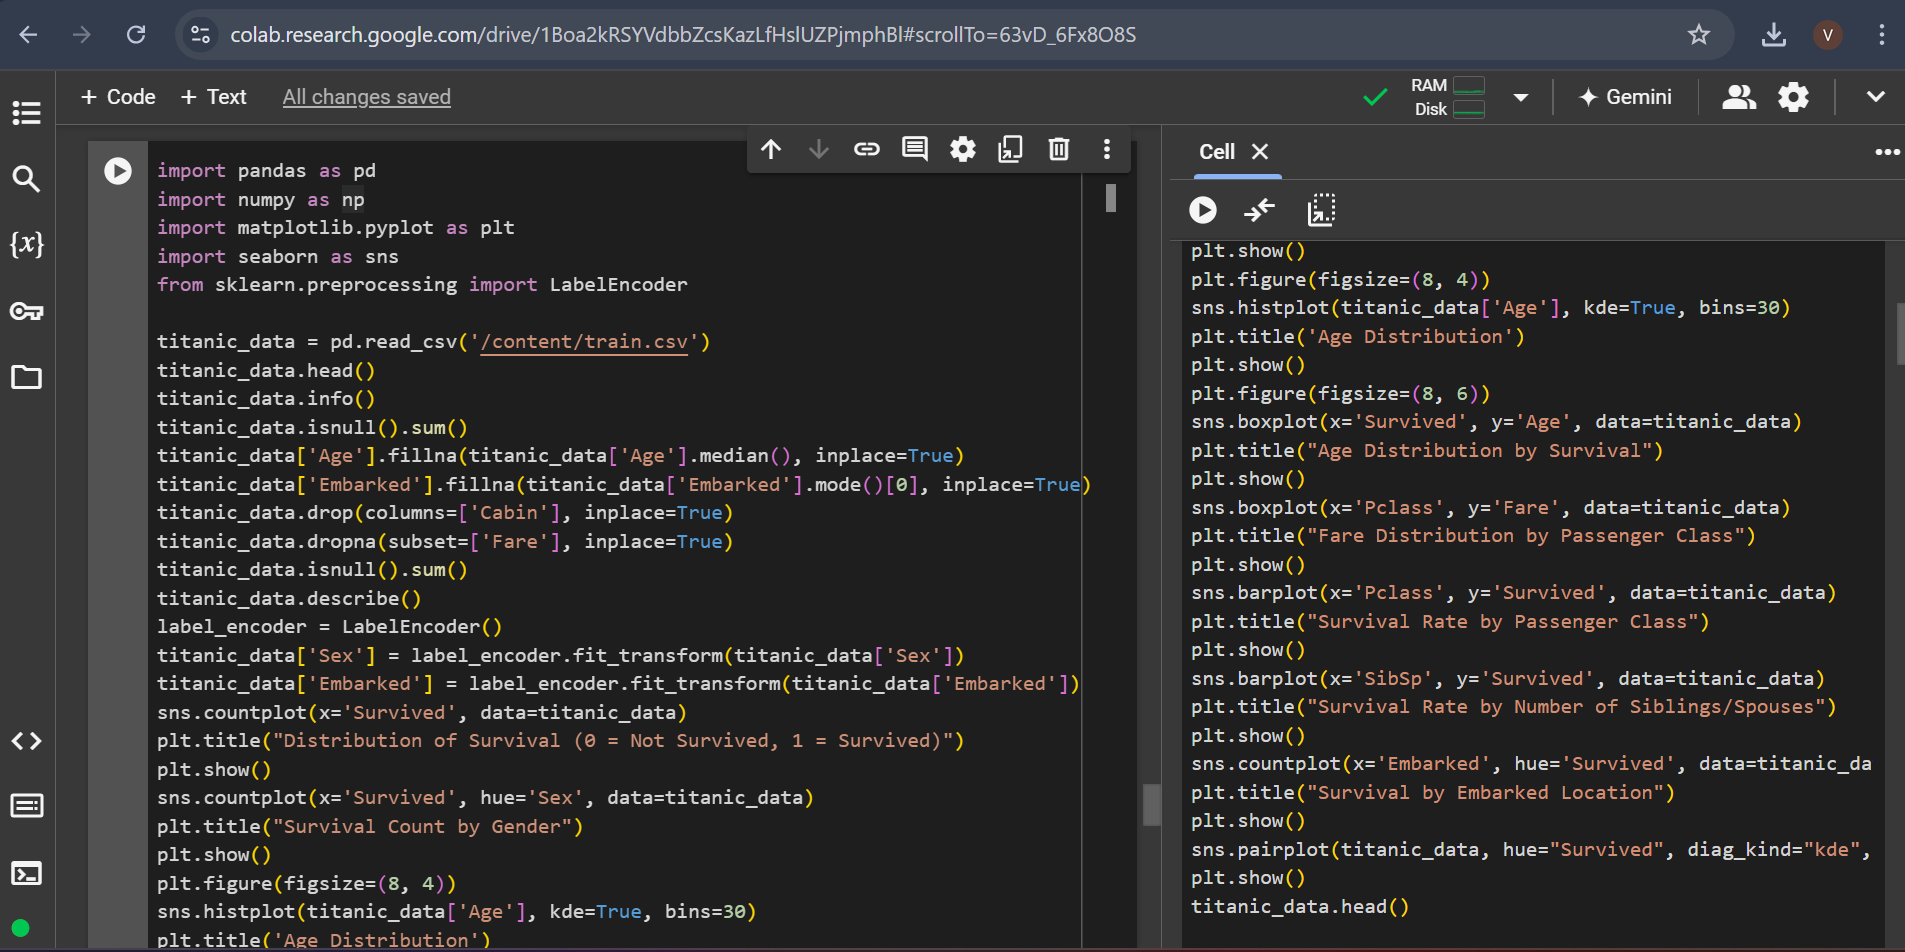 colab.research.google.com/drive/1Boa2kRSYVdbbZcsKazLfHslUZPjmphBl#scrollTo=63vD_6Fx8O8S
V
+ Code + Text All changes saved
RAM
Disk
Gemini
import pandas as pd
import numpy as np
import matplotlib.pyplot as plt
import seaborn as sns
from sklearn.preprocessing import LabelEncoder
titanic_data = pd.read_csv('/content/train.csv')
titanic_data.head()
titanic_data.info()
titanic_data.isnull().sum()
titanic_data['Age'].fillna(titanic_data['Age'].median(), inplace=True)
titanic_data['Embarked'].fillna(titanic_data['Embarked'].mode()[0], inplace=True)
titanic_data.drop(columns=['Cabin'], inplace=True)
titanic_data.dropna(subset=['Fare'], inplace=True)
titanic_data.isnull().sum()
titanic_data.describe()
label_encoder = LabelEncoder()
titanic_data['Sex'] = label_encoder.fit_transform(titanic_data['Sex'])
titanic_data['Embarked'] = label_encoder.fit_transform(titanic_data['Embarked'])
sns.countplot(x='Survived', data=titanic_data)
plt.title("Distribution of Survival (0 = Not Survived, 1 = Survived)")
plt.show()
sns.countplot(x='Survived', hue='Sex', data=titanic_data)
plt.title("Survival Count by Gender")
plt.show()
plt.figure(figsize=(8, 4))
sns.histplot(titanic_data['Age'], kde=True, bins=30)
plt.title('Age Distribution')
Cell
plt.show()
plt.figure(figsize=(8, 4))
sns.histplot(titanic_data['Age'], kde=True, bins=30)
plt.title('Age Distribution')
plt.show()
plt.figure(figsize=(8, 6))
sns.boxplot(x='Survived', y='Age', data=titanic_data)
plt.title("Age Distribution by Survival")
plt.show()
sns.boxplot(x='Pclass', y='Fare', data=titanic_data)
plt.title("Fare Distribution by Passenger Class")
plt.show()
sns.barplot(x='Pclass', y='Survived', data=titanic_data)
plt.title("Survival Rate by Passenger Class")
plt.show()
sns.barplot(x='SibSp', y='Survived', data=titanic_data)
plt.title("Survival Rate by Number of Siblings/Spouses")
plt.show()
sns.countplot(x='Embarked', hue='Survived', data=titanic_da
plt.title("Survival by Embarked Location")
plt.show()
sns.pairplot(titanic_data, hue="Survived", diag_kind="kde",
plt.show()
titanic_data.head()